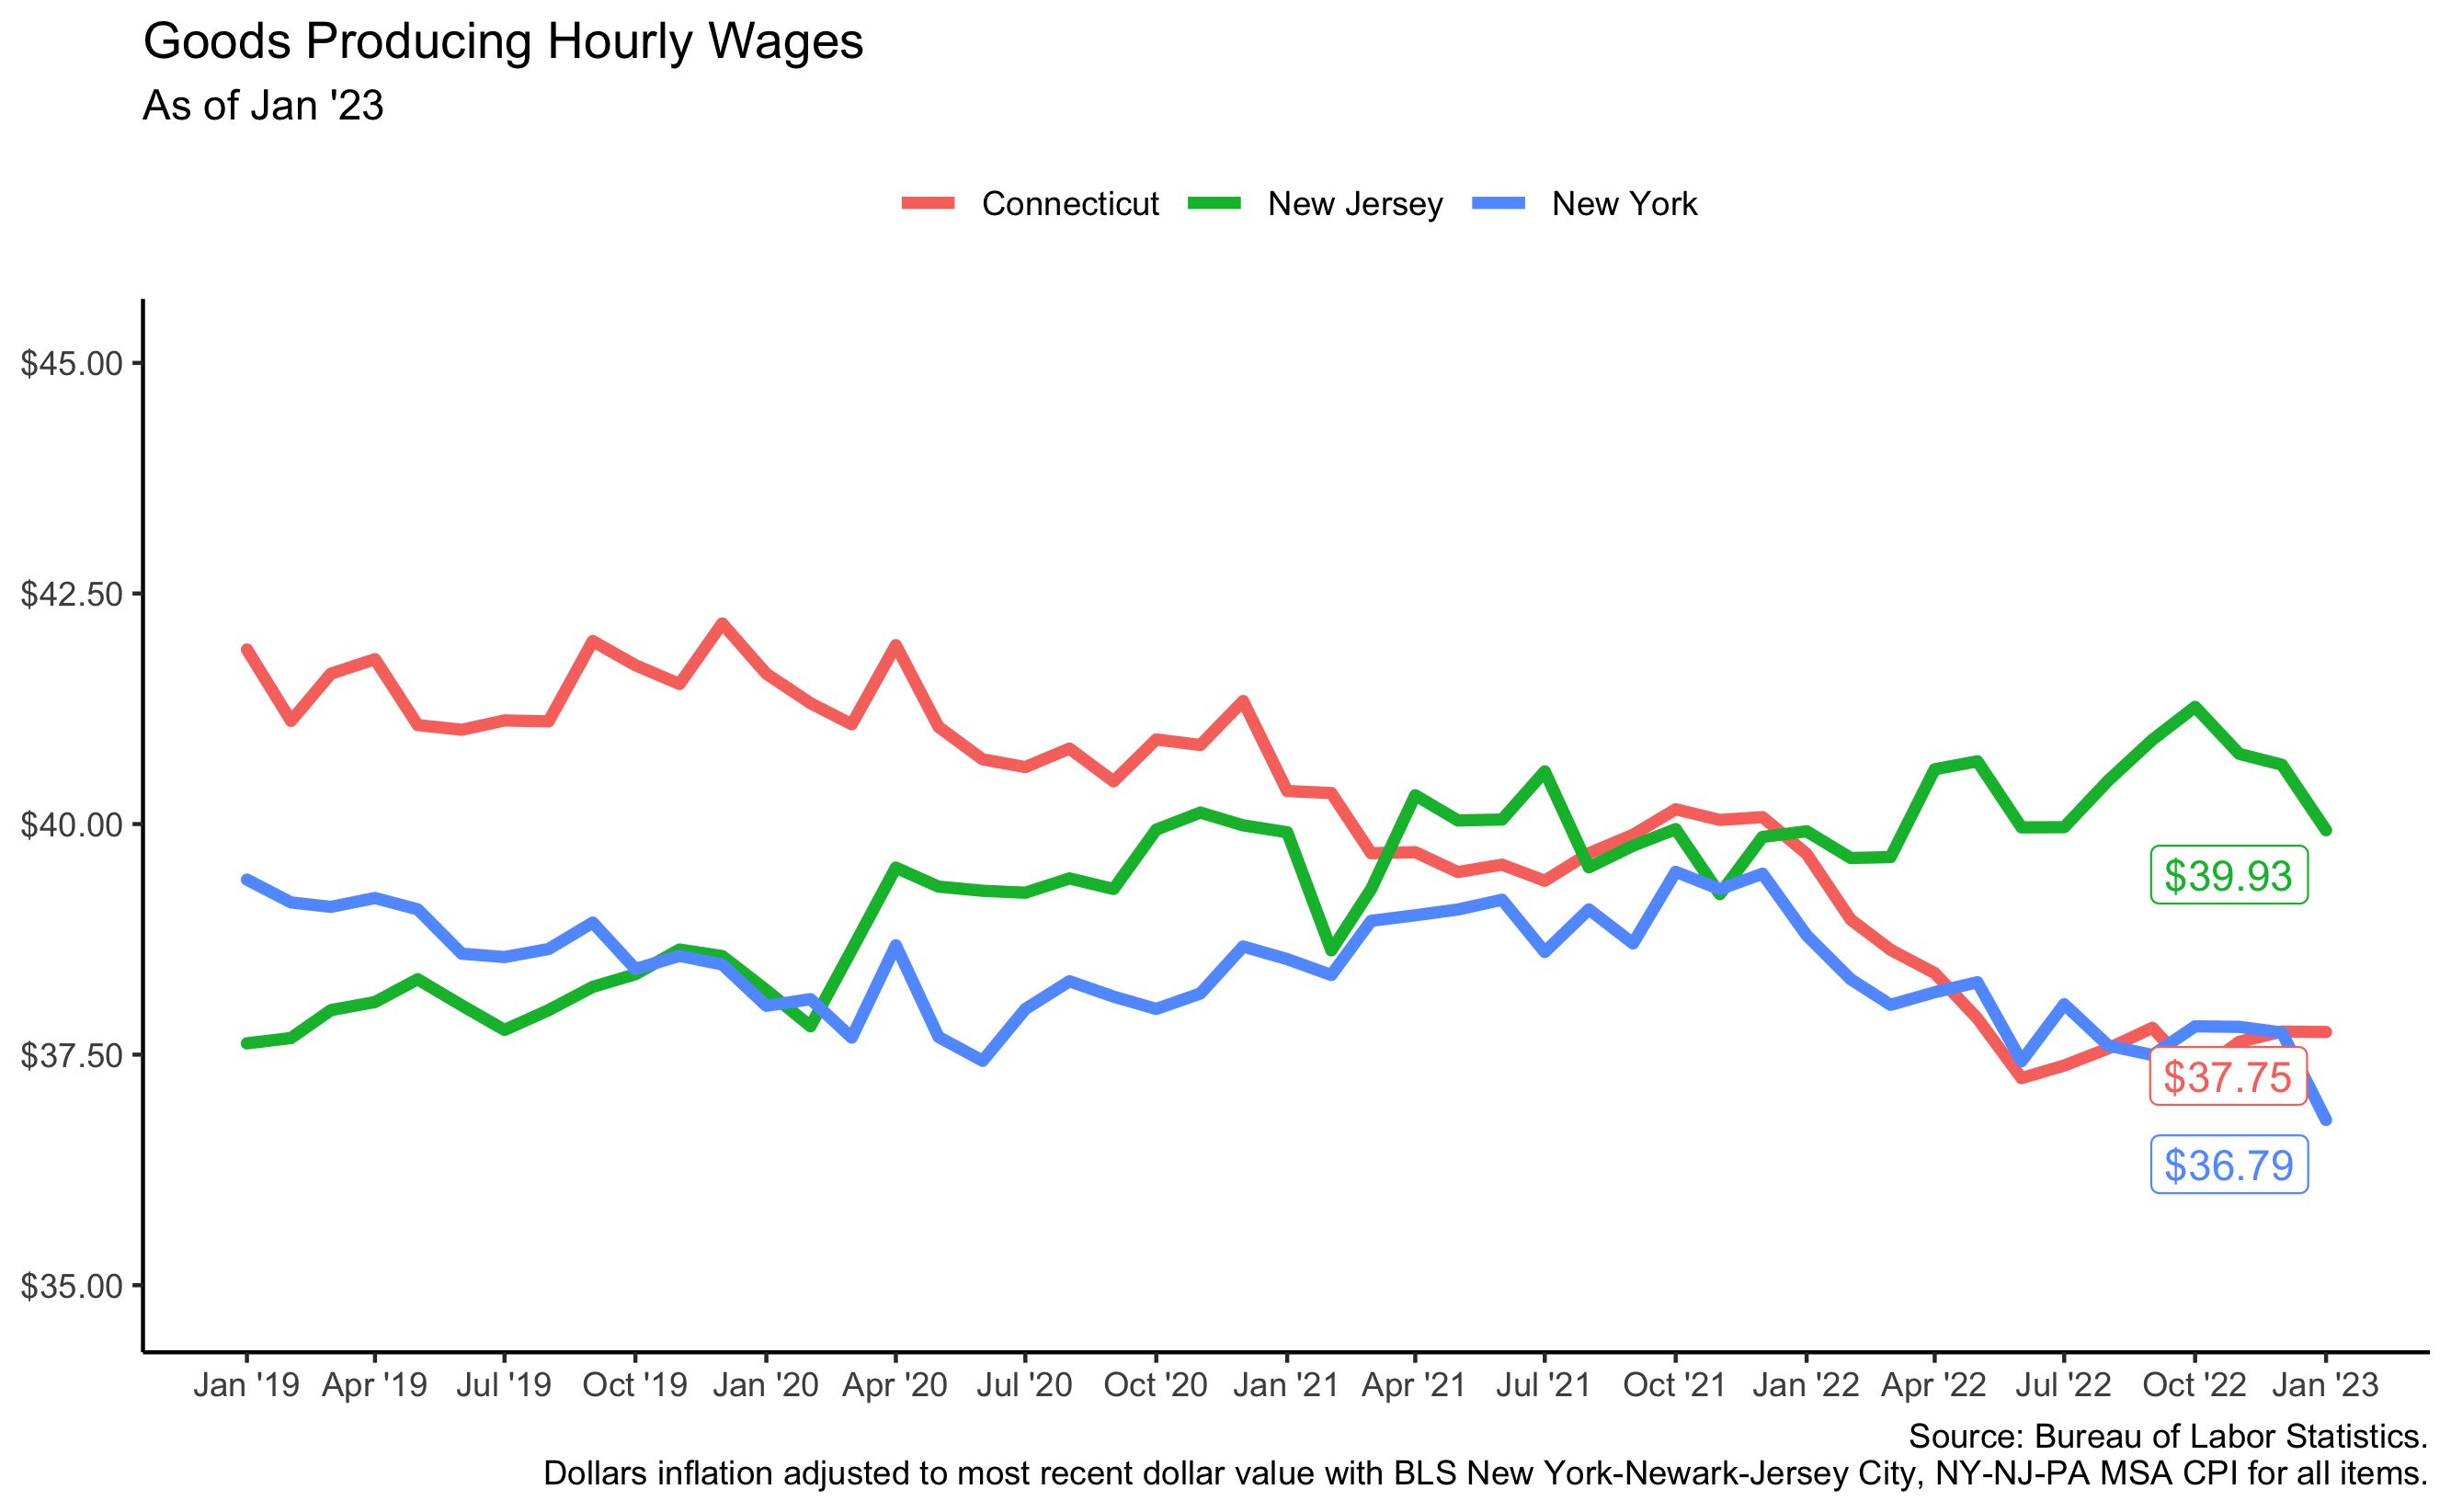 Goods Producing Hourly Wages
As of Jan '23
Connecticut New Jersey New York
$45.00
$42.50
$40.00
$39.93
$37.50
$37.75
$36.79
$35.00
Jan '19 Apr '19 Jul '19 Oct '19 Jan '20 Apr '20 Jul '20 Oct '20 Jan '21 Apr '21 Jul '21 Oct '21 Jan '22 Apr '22 Jul '22 Oct '22 Jan '23
Source: Bureau of Labor Statistics.
Dollars inflation adjusted to most recent dollar value with BLS New York-Newark-Jersey City, NY-NJ-PA MSA CPI for all items.